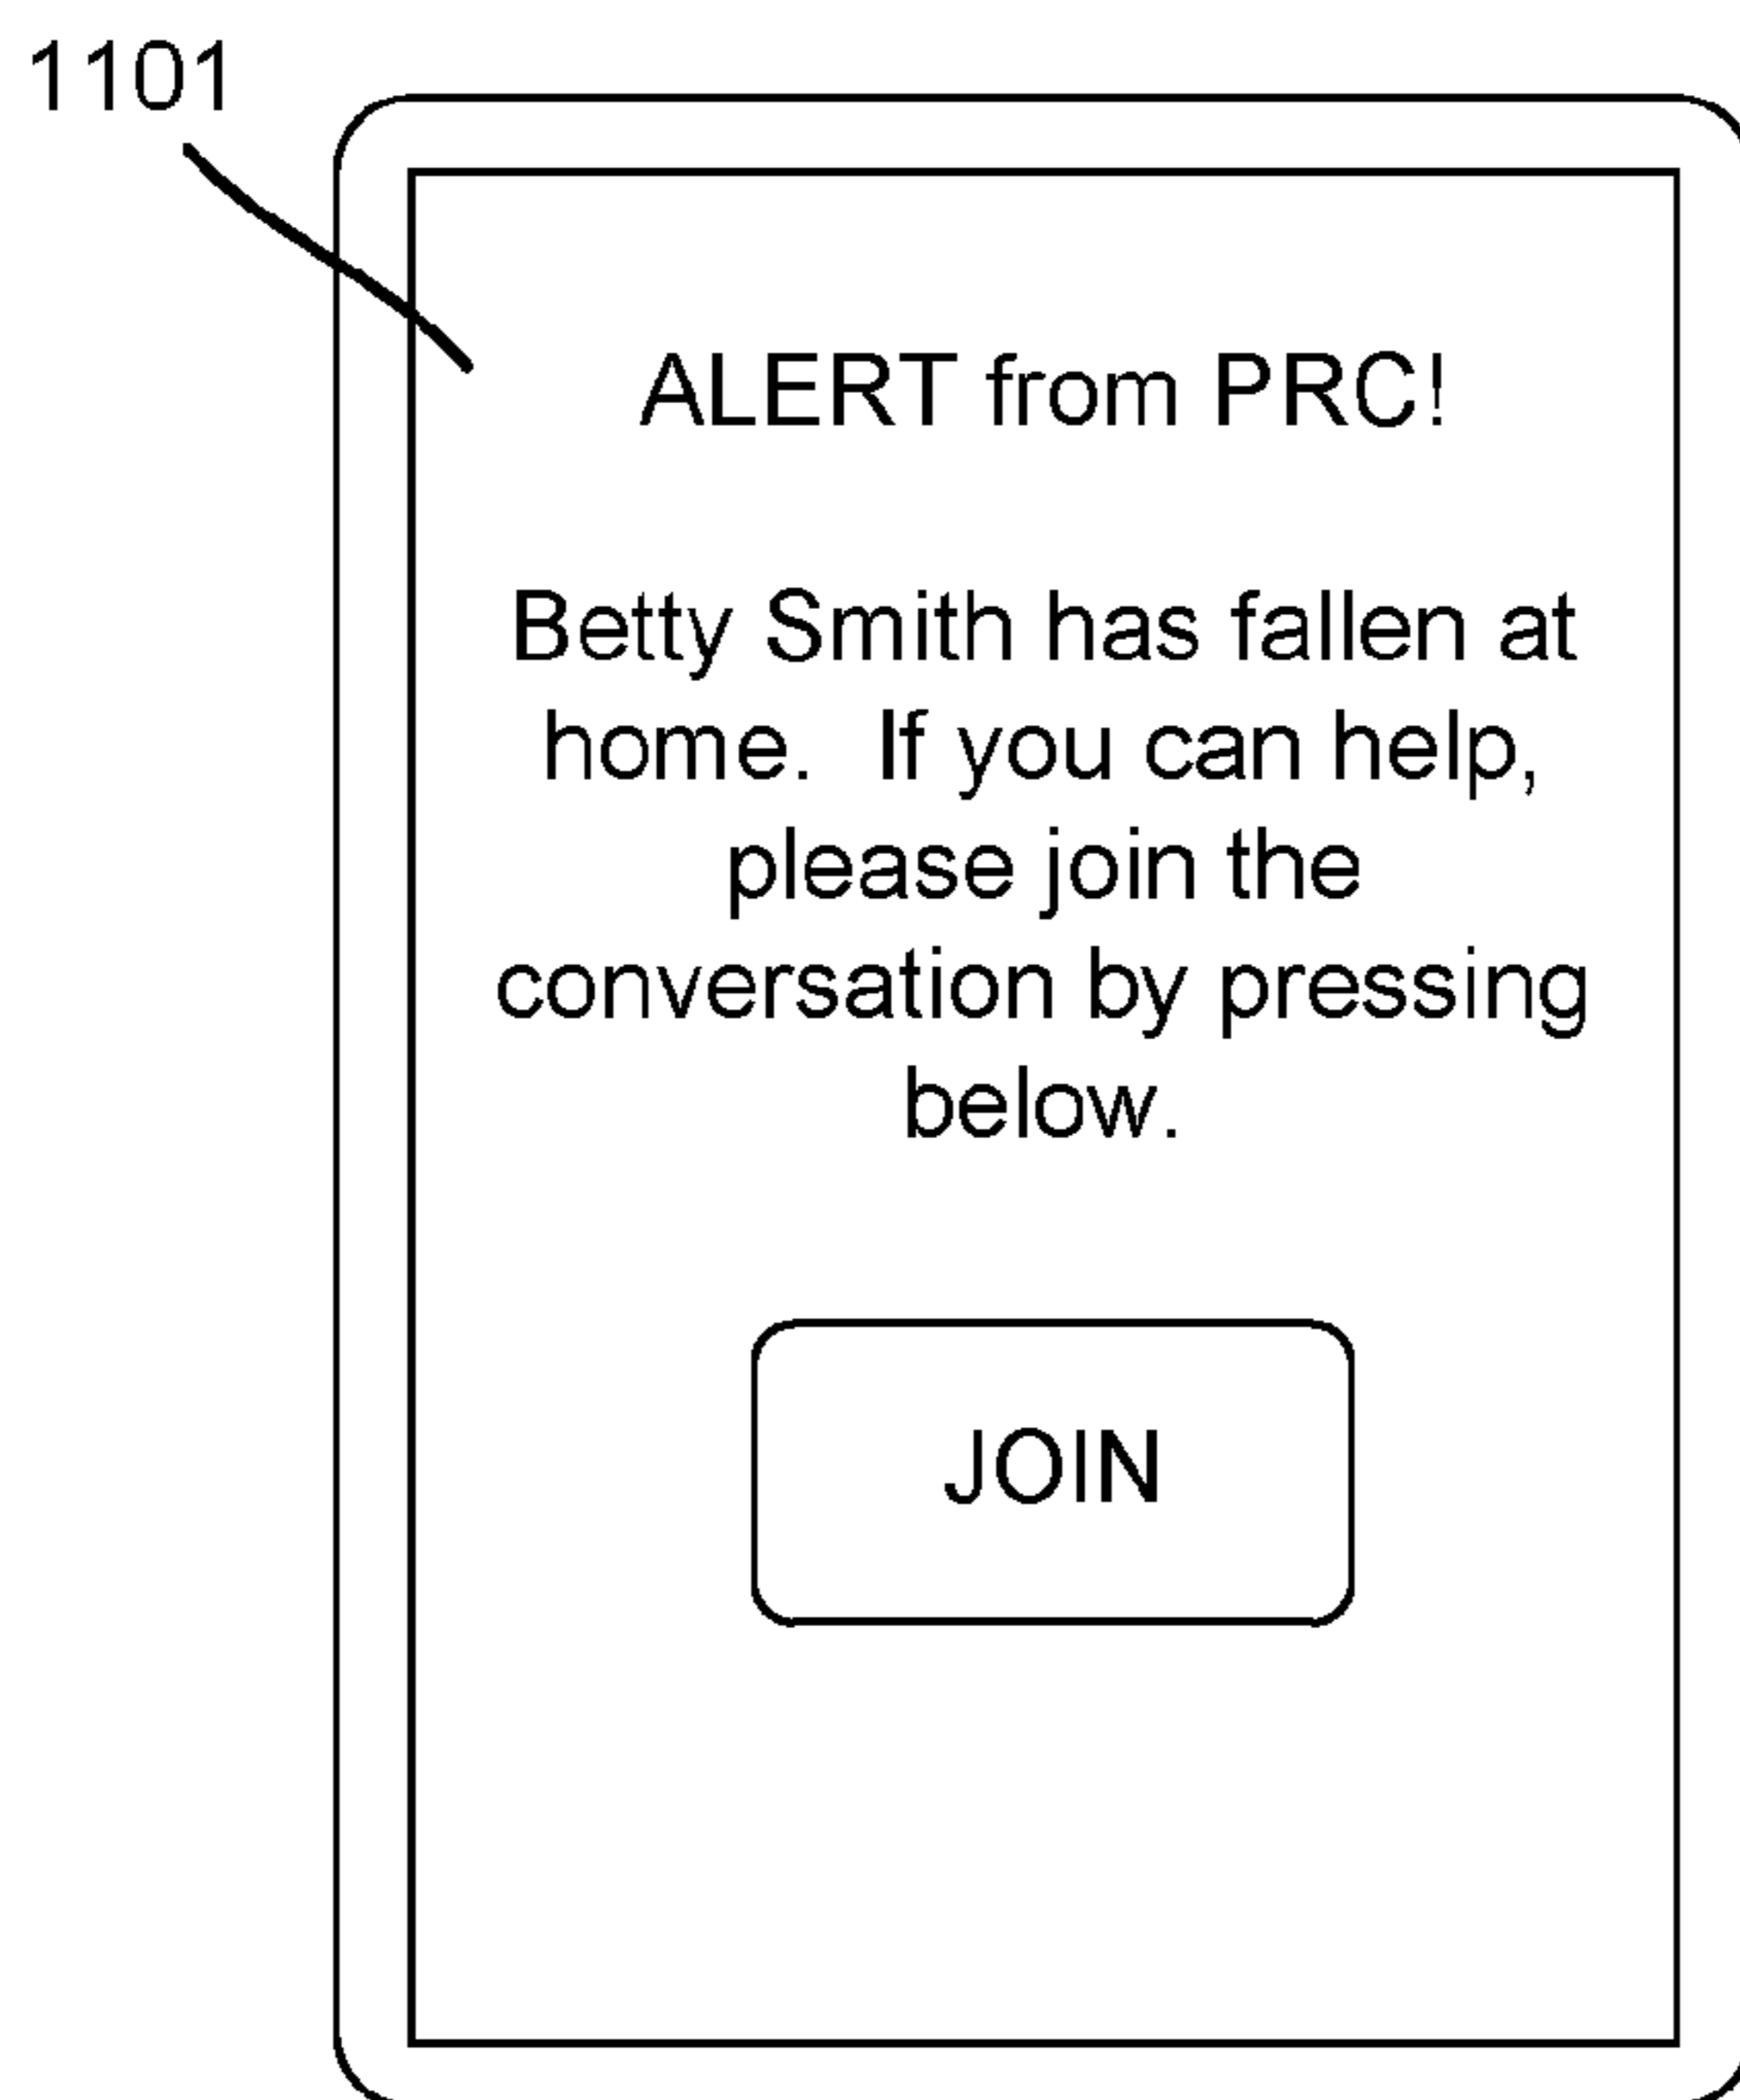 1101
ALERT from PRC!
Betty Smith has fallen at
home.  If you can help,
please join the
conversation by pressing
below.
JOIN